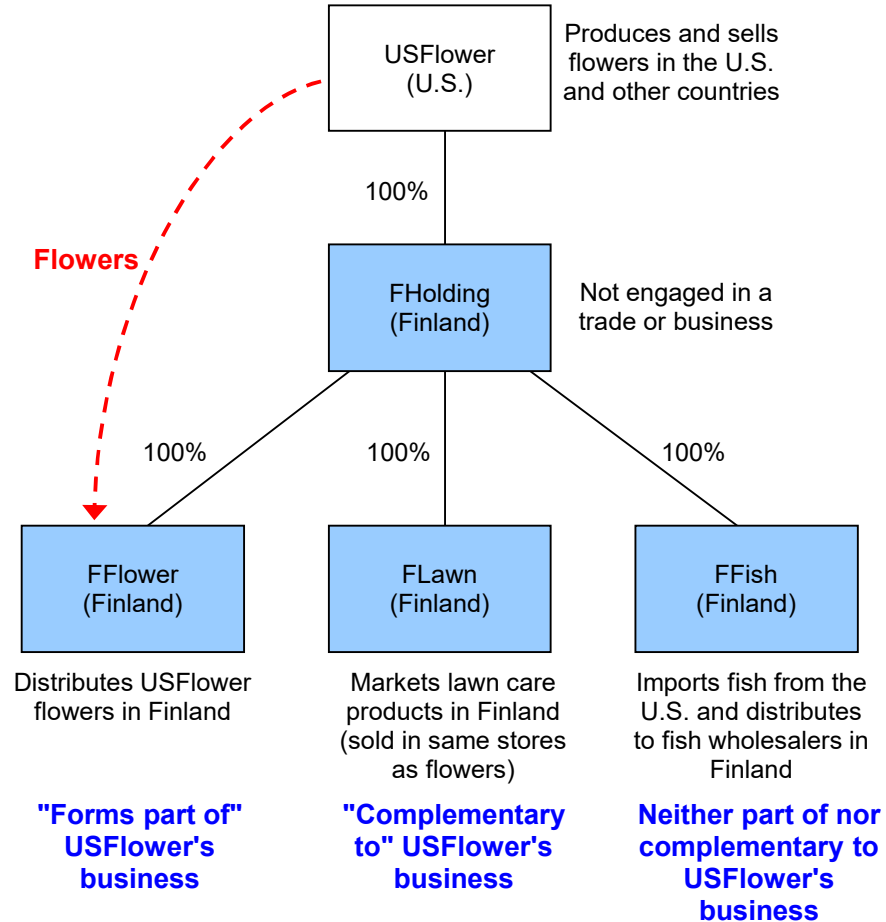 USFlower
(U.S.)
Produces and sells
flowers in the U.S.
and other countries
100%
Flowers
FHolding
(Finland)
Not engaged in a
trade or business
100%
100%
100%
FFlower
(Finland)
FLawn
(Finland)
FFish
(Finland)
Distributes USFlower
flowers in Finland
Markets lawn care
products in Finland
(sold in same stores
as flowers)
Imports fish from the
U.S. and distributes
to fish wholesalers in
Finland
"Forms part of"
USFlower's
business
"Complementary
to" USFlower's
business
Neither part of nor
complementary to
USFlower's
business